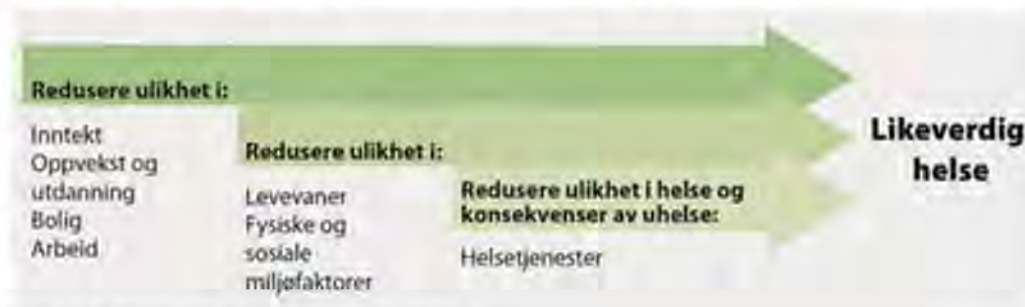 Redusere ulikhet i:
Inntekt
Oppvekst og
utdanning
Bolig
Arbeid
Redusere ulikhet i:
Levevaner
Fysiske og
sosiale
miljøfaktorer
Redusere ulikhet i helse og
konsekvenser av uhelse:
Helsetjenester
Likeverdig
helse